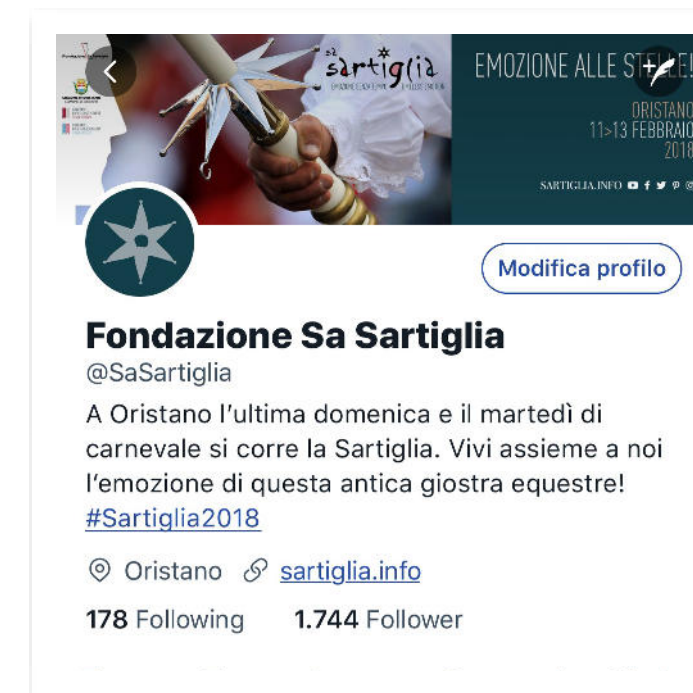 sa
sartiglia
EMOZIONE ALLE STELLE!
ORISTANO
11>13 FEBBRAIO
2018
SARTIGLIA.INFO
Modifica profilo
Fondazione Sa Sartiglia
@SaSartiglia
A Oristano l'ultima domenica e il martedì di
carnevale si corre la Sartiglia. Vivi assieme a noi
l'emozione di questa antica giostra equestre!
#Sartiglia2018
Oristano sartiglia.info
178 Following 1.744 Follower